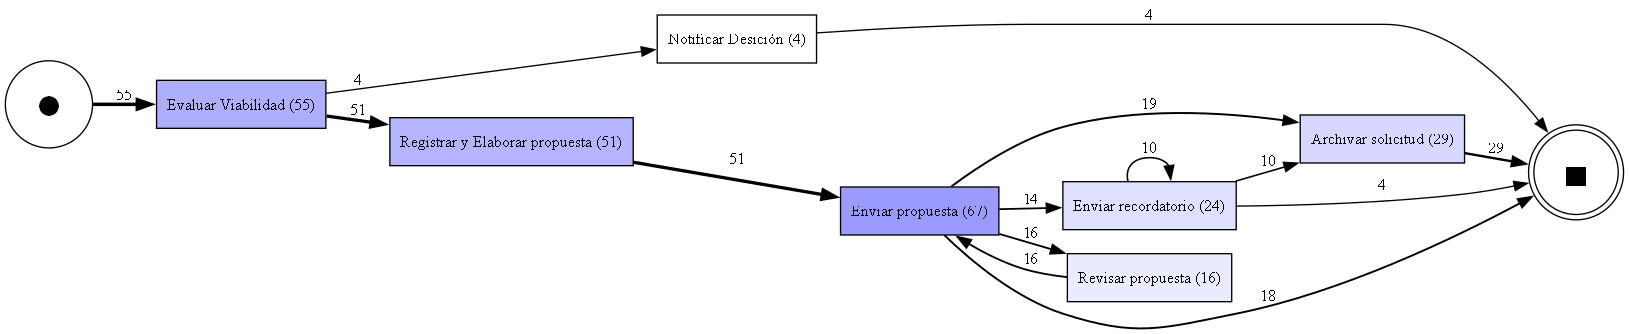 4
Notificar Desición (4)
4
55
Evaluar Viabilidad (55)
51
Registrar y Elaborar propuesta (51)
51
19
Archivar solicitud (29)
29
10
10
Enviar propuesta (67)
14
Enviar recordatorio (24)
4
16
16
Revisar propuesta (16)
18